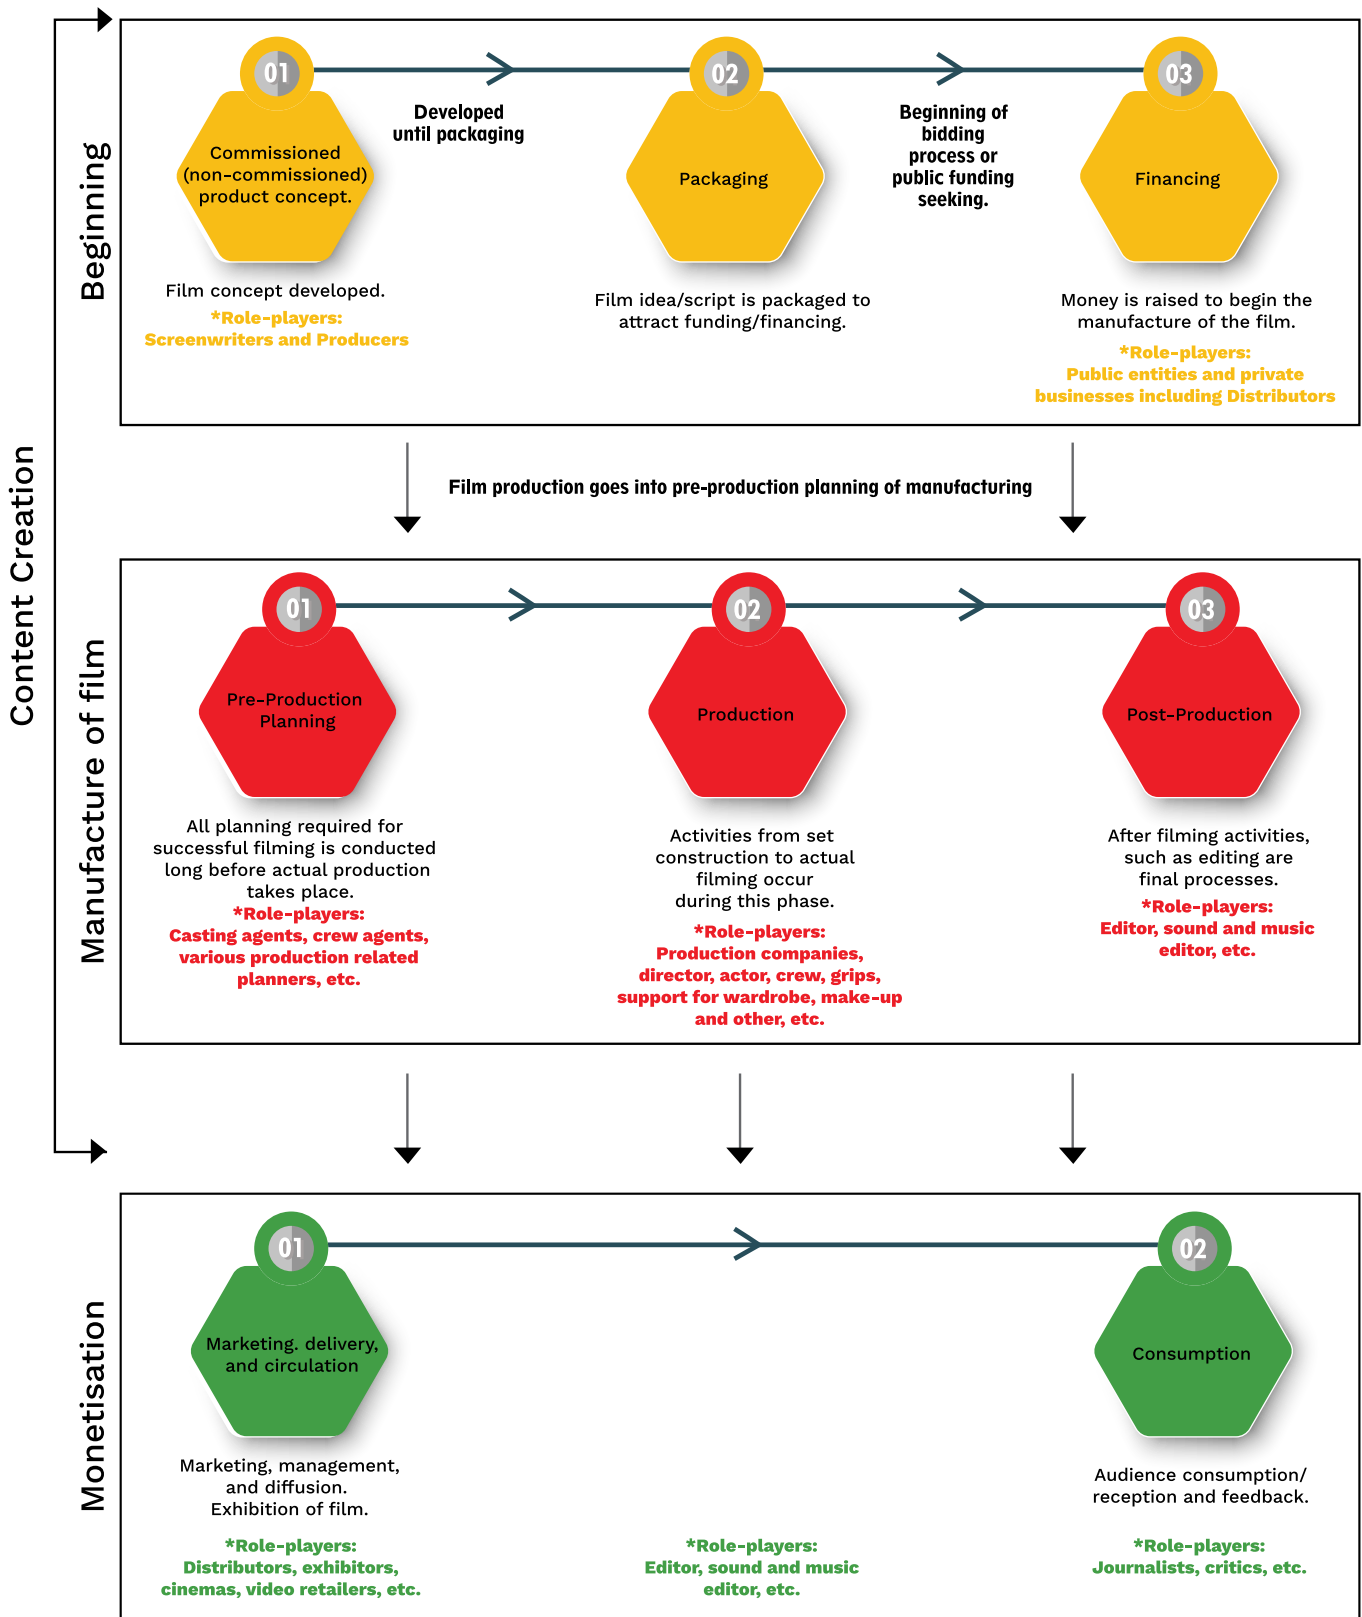 Content Creation
Beginning
01
Commissioned
(non-commissioned)
product concept.
Film concept developed.
*Role-players:
Screenwriters and Producers
Developed
until packaging
02
Packaging
Film idea/script is packaged to
attract funding/financing.
Beginning of
bidding
process or
public funding
seeking.
03
Financing
Money is raised to begin the
manufacture of the film.
*Role-players:
Public entities and private
businesses including Distributors
Film production goes into pre-production planning of manufacturing
Manufacture of film
01
Pre-Production
Planning
All planning required for
successful filming is conducted
long before actual production
takes place.
*Role-players:
Casting agents, crew agents,
various production related
planners, etc.
02
Production
Activities from set
construction to actual
filming occur
during this phase.
*Role-players:
Production companies,
director, actor, crew, grips,
support for wardrobe, make-up
and other, etc.
03
Post-Production
After filming activities,
such as editing are
final processes.
*Role-players:
Editor, sound and music
editor, etc.
Monetisation
01
Marketing. delivery,
and circulation
Marketing, management,
and diffusion.
Exhibition of film.
*Role-players:
Distributors, exhibitors,
cinemas, video retailers, etc.
*Role-players:
Editor, sound and music
editor, etc.
02
Consumption
Audience consumption/
reception and feedback.
*Role-players:
Journalists, critics, etc.